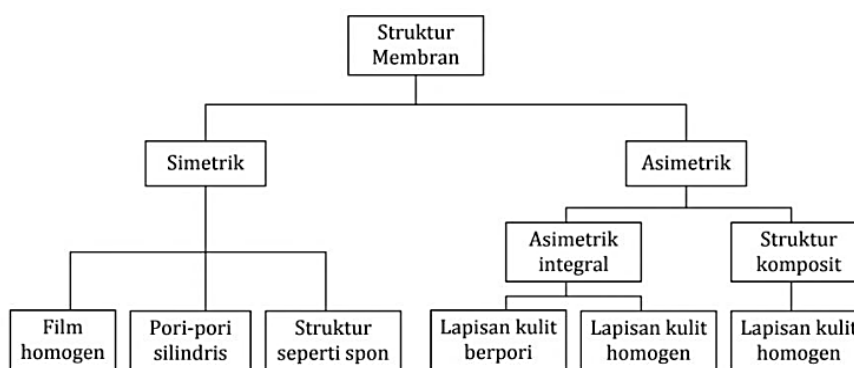 Struktur
Membran
Simetrik
Asimetrik
Asimetrik
integral
Struktur
komposit
Film
homogen
Pori-pori
silindris
Struktur
seperti spon
Lapisan kulit
berpori
Lapisan kulit
homogen
Lapisan kulit
homogen